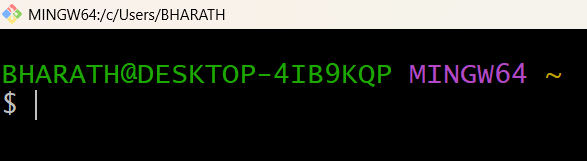 MINGW64:/c/Users/BHARATH
BHARATH@DESKTOP-4IB9KQP MINGW64 ~
$